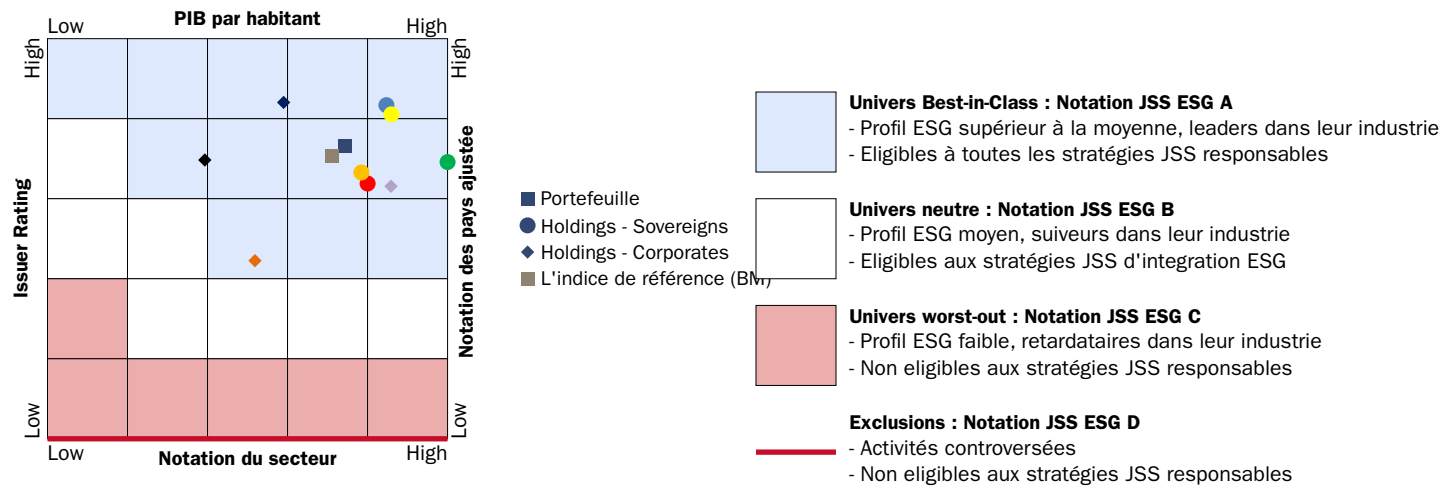 PIB par habitant
Low
High
High
High
Issuer Rating
Notation des pays ajustée
Low
Low
Low
High
Notation du secteur
Portefeuille
Holdings - Sovereigns
Holdings - Corporates
L'indice de référence (BM)
Univers Best-in-Class : Notation JSS ESG A
- Profil ESG supérieur à la moyenne, leaders dans leur industrie
- Eligibles à toutes les stratégies JSS responsables
Univers neutre : Notation JSS ESG B
- Profil ESG moyen, suiveurs dans leur industrie
- Eligibles aux stratégies JSS d'integration ESG
Univers worst-out : Notation JSS ESG C
- Profil ESG faible, retardataires dans leur industrie
- Non eligibles aux stratégies JSS responsables
Exclusions : Notation JSS ESG D
- Activités controversées
- Non eligibles aux stratégies JSS responsables